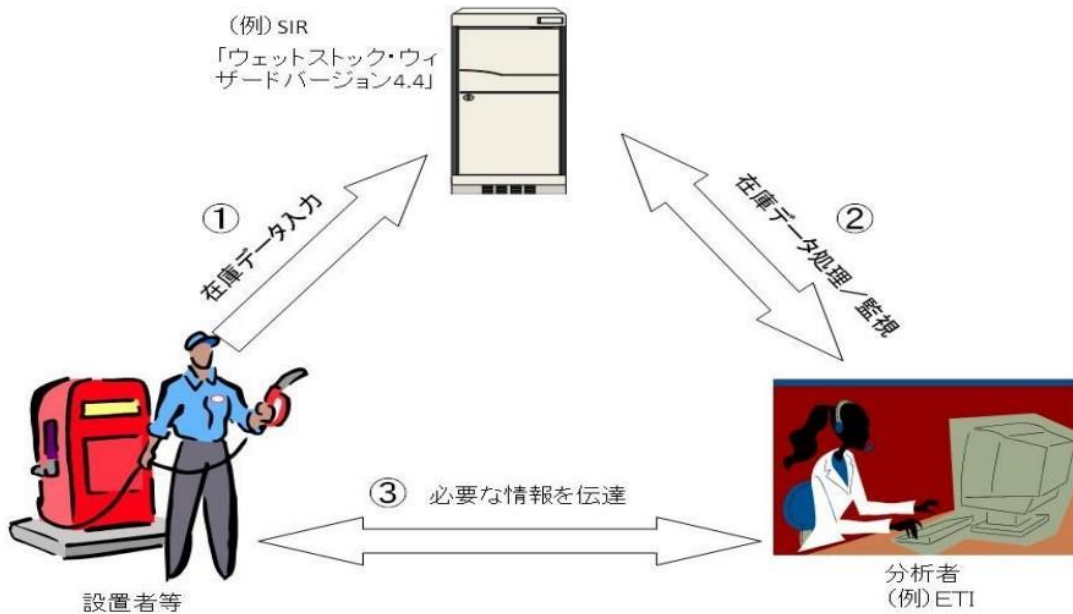 （例）SIR
「ウェットストック・ウィ
ザードバージョン4.4」
①
在庫データ入力
②
在庫データ処理／監視
③ 必要な情報を伝達
設置者等
分析者
（例）ETI